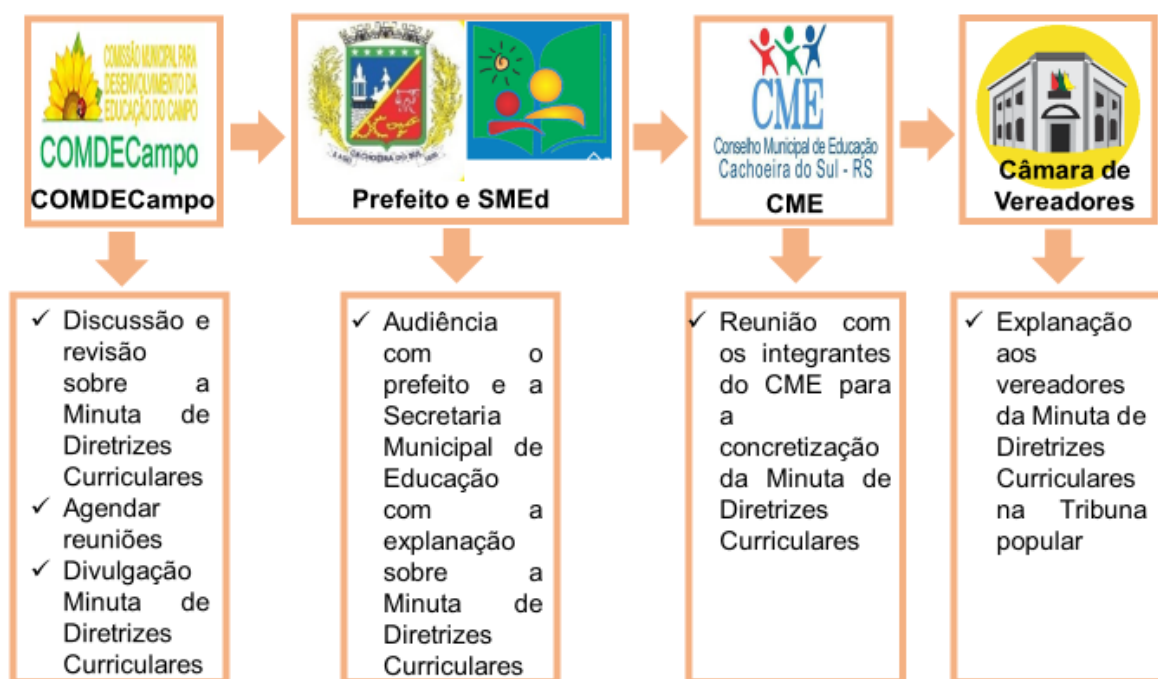 COMISSÃO MUNICIPAL PARA
DESENVOLVIMENTO DA
EDUCAÇÃO DO CAMPO
COMDECampo
COMDECampo
CACHOEIRA DO SUL
Prefeito e SMEd
CME
Conselho Municipal de Educação
Cachoeira do Sul - RS
CME
Câmara de
Vereadores
✓ Discussão e
revisão
sobre a
Minuta de
Diretrizes
Curriculares
✓ Agendar
reuniões
✓ Divulgação
Minuta de
Diretrizes
Curriculares
✓ Audiência
com o
prefeito e a
Secretaria
Municipal de
Educação
com a
explanação
sobre a
Minuta de
Diretrizes
Curriculares
✓ Reunião com
os integrantes
do CME para
a
concretização
da Minuta de
Diretrizes
Curriculares
✓ Explanação
aos
vereadores
da Minuta de
Diretrizes
Curriculares
na Tribuna
popular